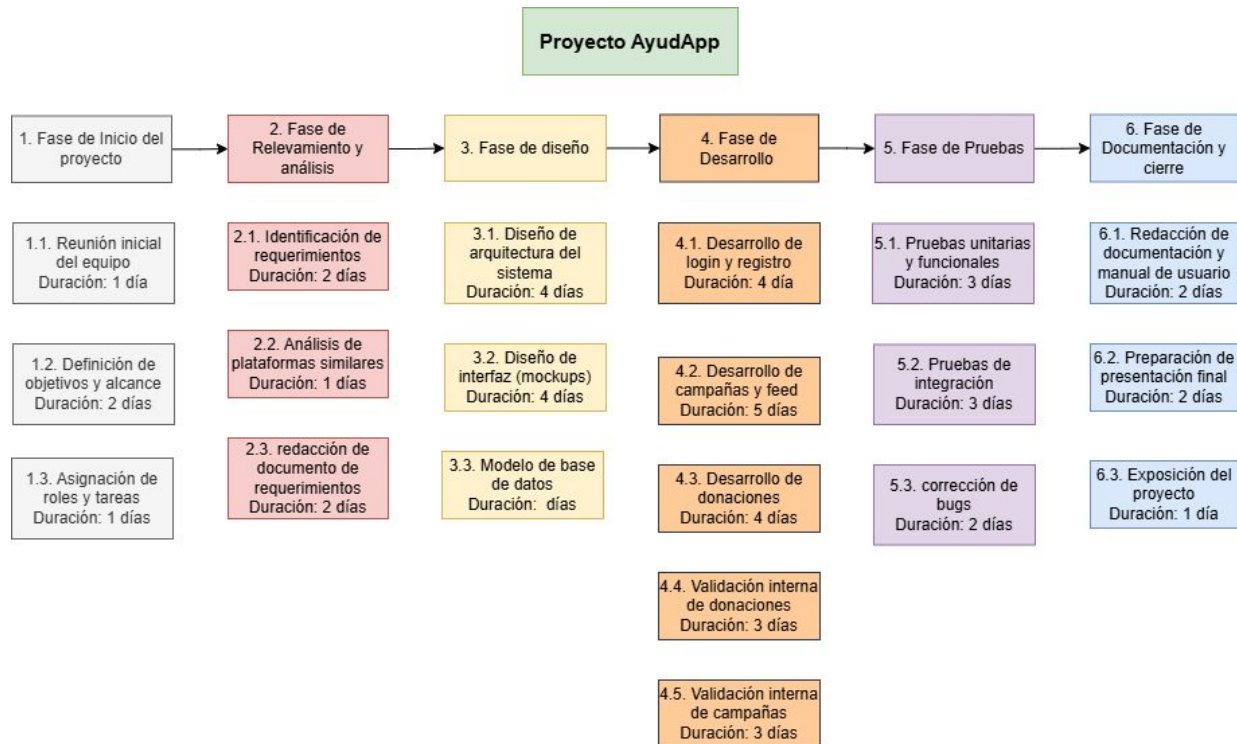 Proyecto AyudApp
1. Fase de Inicio del
proyecto
2. Fase de
Relevamiento y
análisis
3. Fase de diseño
4. Fase de
Desarrollo
5. Fase de Pruebas
6. Fase de
Documentación y
cierre
1.1. Reunión inicial
del equipo
Duración: 1 día
2.1. Identificación de
requerimientos
Duración: 2 días
3.1. Diseño de
arquitectura del
sistema
Duración: 4 días
4.1. Desarrollo de
login y registro
Duración: 4 día
5.1. Pruebas unitarias
y funcionales
Duración: 3 días
6.1. Redacción de
documentación y
manual de usuario
Duración: 2 días
1.2. Definición de
objetivos y alcance
Duración: 2 días
2.2. Análisis de
plataformas similares
Duración: 1 días
3.2. Diseño de
interfaz (mockups)
Duración: 4 días
4.2. Desarrollo de
campañas y feed
Duración: 5 días
5.2. Pruebas de
integración
Duración: 3 días
6.2. Preparación de
presentación final
Duración: 2 días
1.3. Asignación de
roles y tareas
Duración: 1 días
2.3. redacción de
documento de
requerimientos
Duración: 2 días
3.3. Modelo de base
de datos
Duración: días
4.3. Desarrollo de
donaciones
Duración: 4 días
5.3. corrección de
bugs
Duración: 2 días
6.3. Exposición del
proyecto
Duración: 1 día
4.4. Validación interna
de donaciones
Duración: 3 días
4.5. Validación interna
de campañas
Duración: 3 días